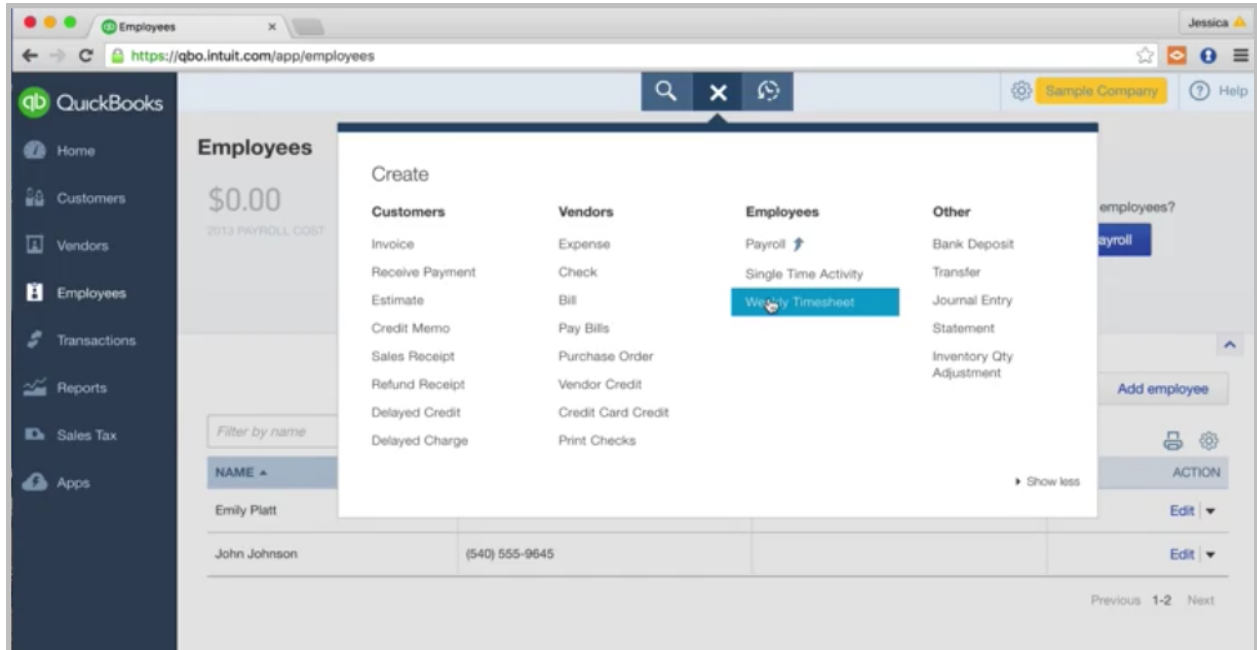 Employees
Jessica
https://qbo.intuit.com/app/employees
qb QuickBooks
Sample Company
Help
Home
Customers
Vendors
Employees
Transactions
Reports
Sales Tax
Apps
Employees
$0.00
2013 PAYROLL COST
employees?
ayroll
Create
Customers
Invoice
Receive Payment
Estimate
Credit Memo
Sales Receipt
Refund Receipt
Delayed Credit
Delayed Charge
Vendors
Expense
Check
Bill
Pay Bills
Purchase Order
Vendor Credit
Credit Card Credit
Print Checks
Employees
Payroll
Single Time Activity
Weekly Timesheet
Other
Bank Deposit
Transfer
Journal Entry
Statement
Inventory Qty
Adjustment
Show less
Add employee
Filter by name
NAME
ACTION
Emily Platt
Edit
John Johnson
(540) 555-9645
Edit
Previous 1-2 Next